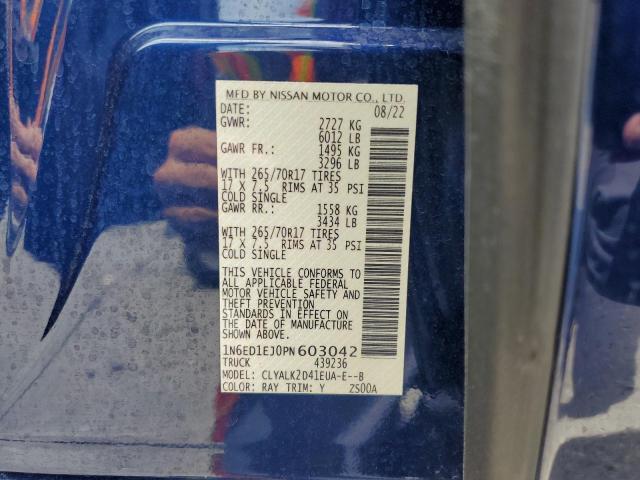 MFD BY NISSAN MOTOR CO., LTD.
DATE: 08/22
GVWR: 2727 KG
6012 LB
GAWR FR.: 1495 KG
3296 LB
WITH 265/70R17 TIRES
17 X 7.5 RIMS AT 35 PSI
COLD SINGLE
GAWR RR.: 1558 KG
3434 LB
WITH 265/70R17 TIRES
17 X 7.5 RIMS AT 35 PSI
COLD SINGLE
THIS VEHICLE CONFORMS TO
ALL APPLICABLE FEDERAL
MOTOR VEHICLE SAFETY AND
THEFT PREVENTION
STANDARDS IN EFFECT ON
THE DATE OF MANUFACTURE
SHOWN ABOVE.
1N6ED1EJ0PN603042
TRUCK 439236
MODEL: CLYALK2D41EUA-E--B
COLOR: RAY TRIM: Y 2S00A